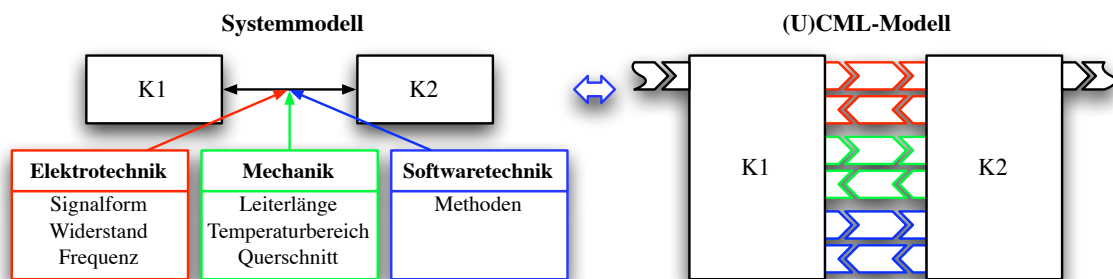 Systemmodell
K1
K2
Elektrotechnik
Signalform
Widerstand
Frequenz
Mechanik
Leiterlänge
Temperaturbereich
Querschnitt
Softwaretechnik
Methoden
(U)CML-Modell
K1
K2